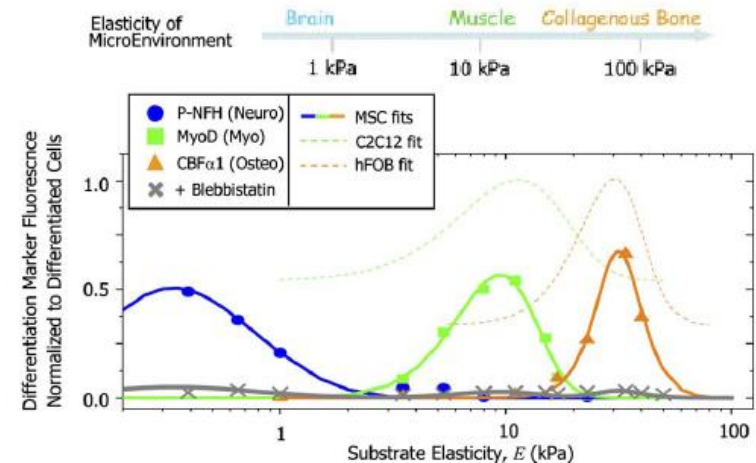 Elasticity of
MicroEnvironment
Brain
Muscle
Collagenous Bone
1 kPa
10 kPa
100 kPa
P-NFH (Neuro)
MyoD (Myo)
CBFα1 (Osteo)
+ Blebbistatin
MSC fits
C2C12 fit
hFOB fit
Differentiation Marker Fluorescnce
Normalized to Differentiated Cells
1.0
0.5
0.0
1
10
100
Substrate Elasticity, E (kPa)